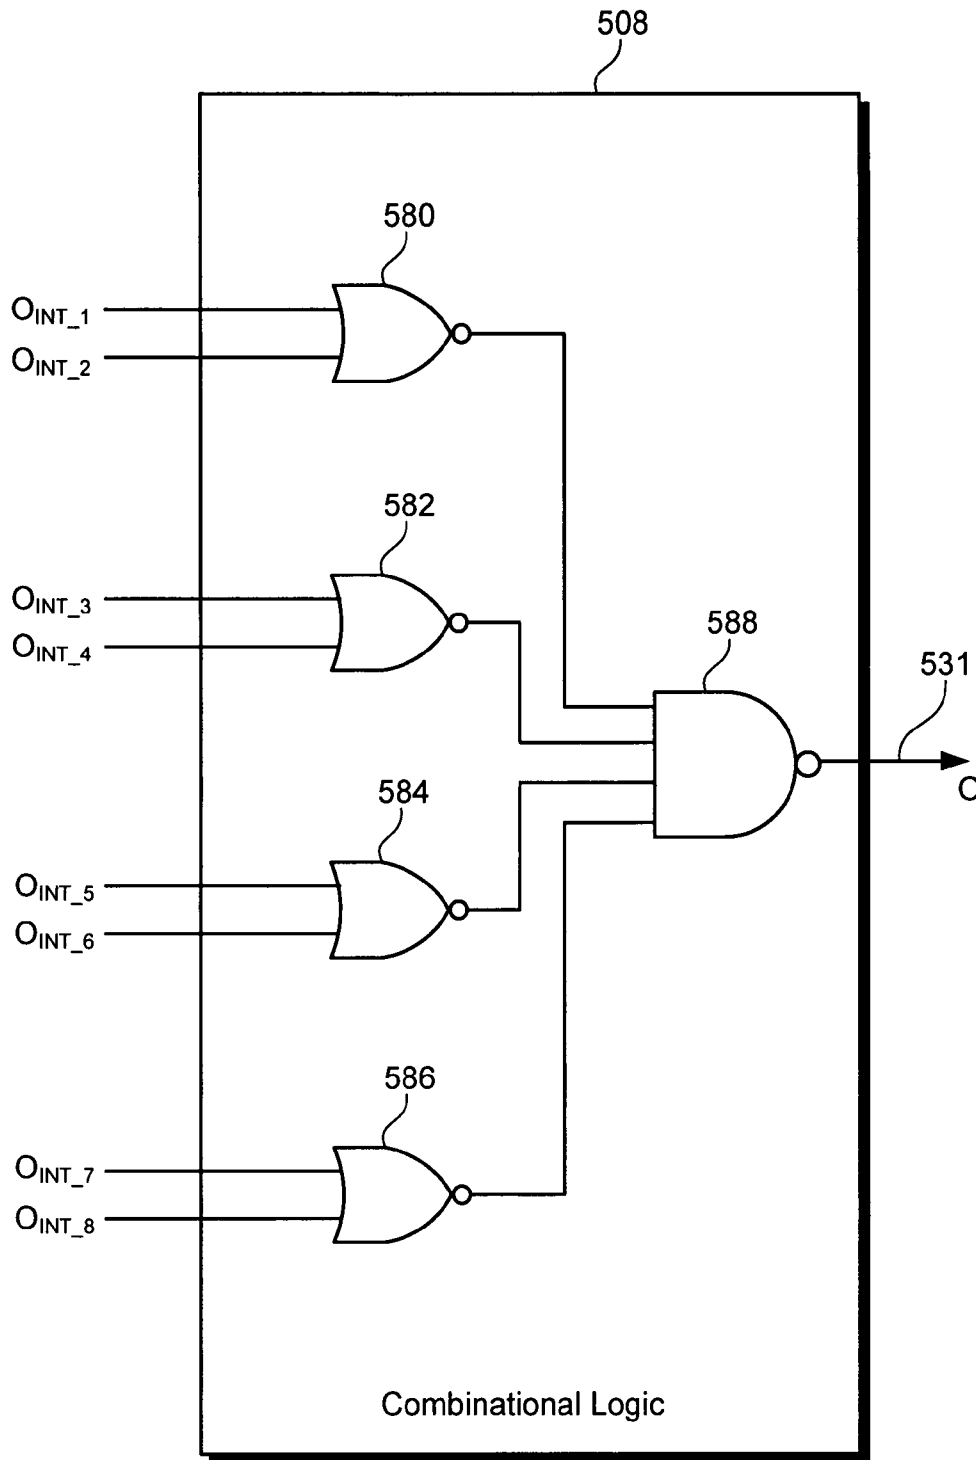 508
580
O_INT_1
O_INT_2
582
O_INT_3
O_INT_4
588
531
O
584
O_INT_5
O_INT_6
586
O_INT_7
O_INT_8
Combinational Logic